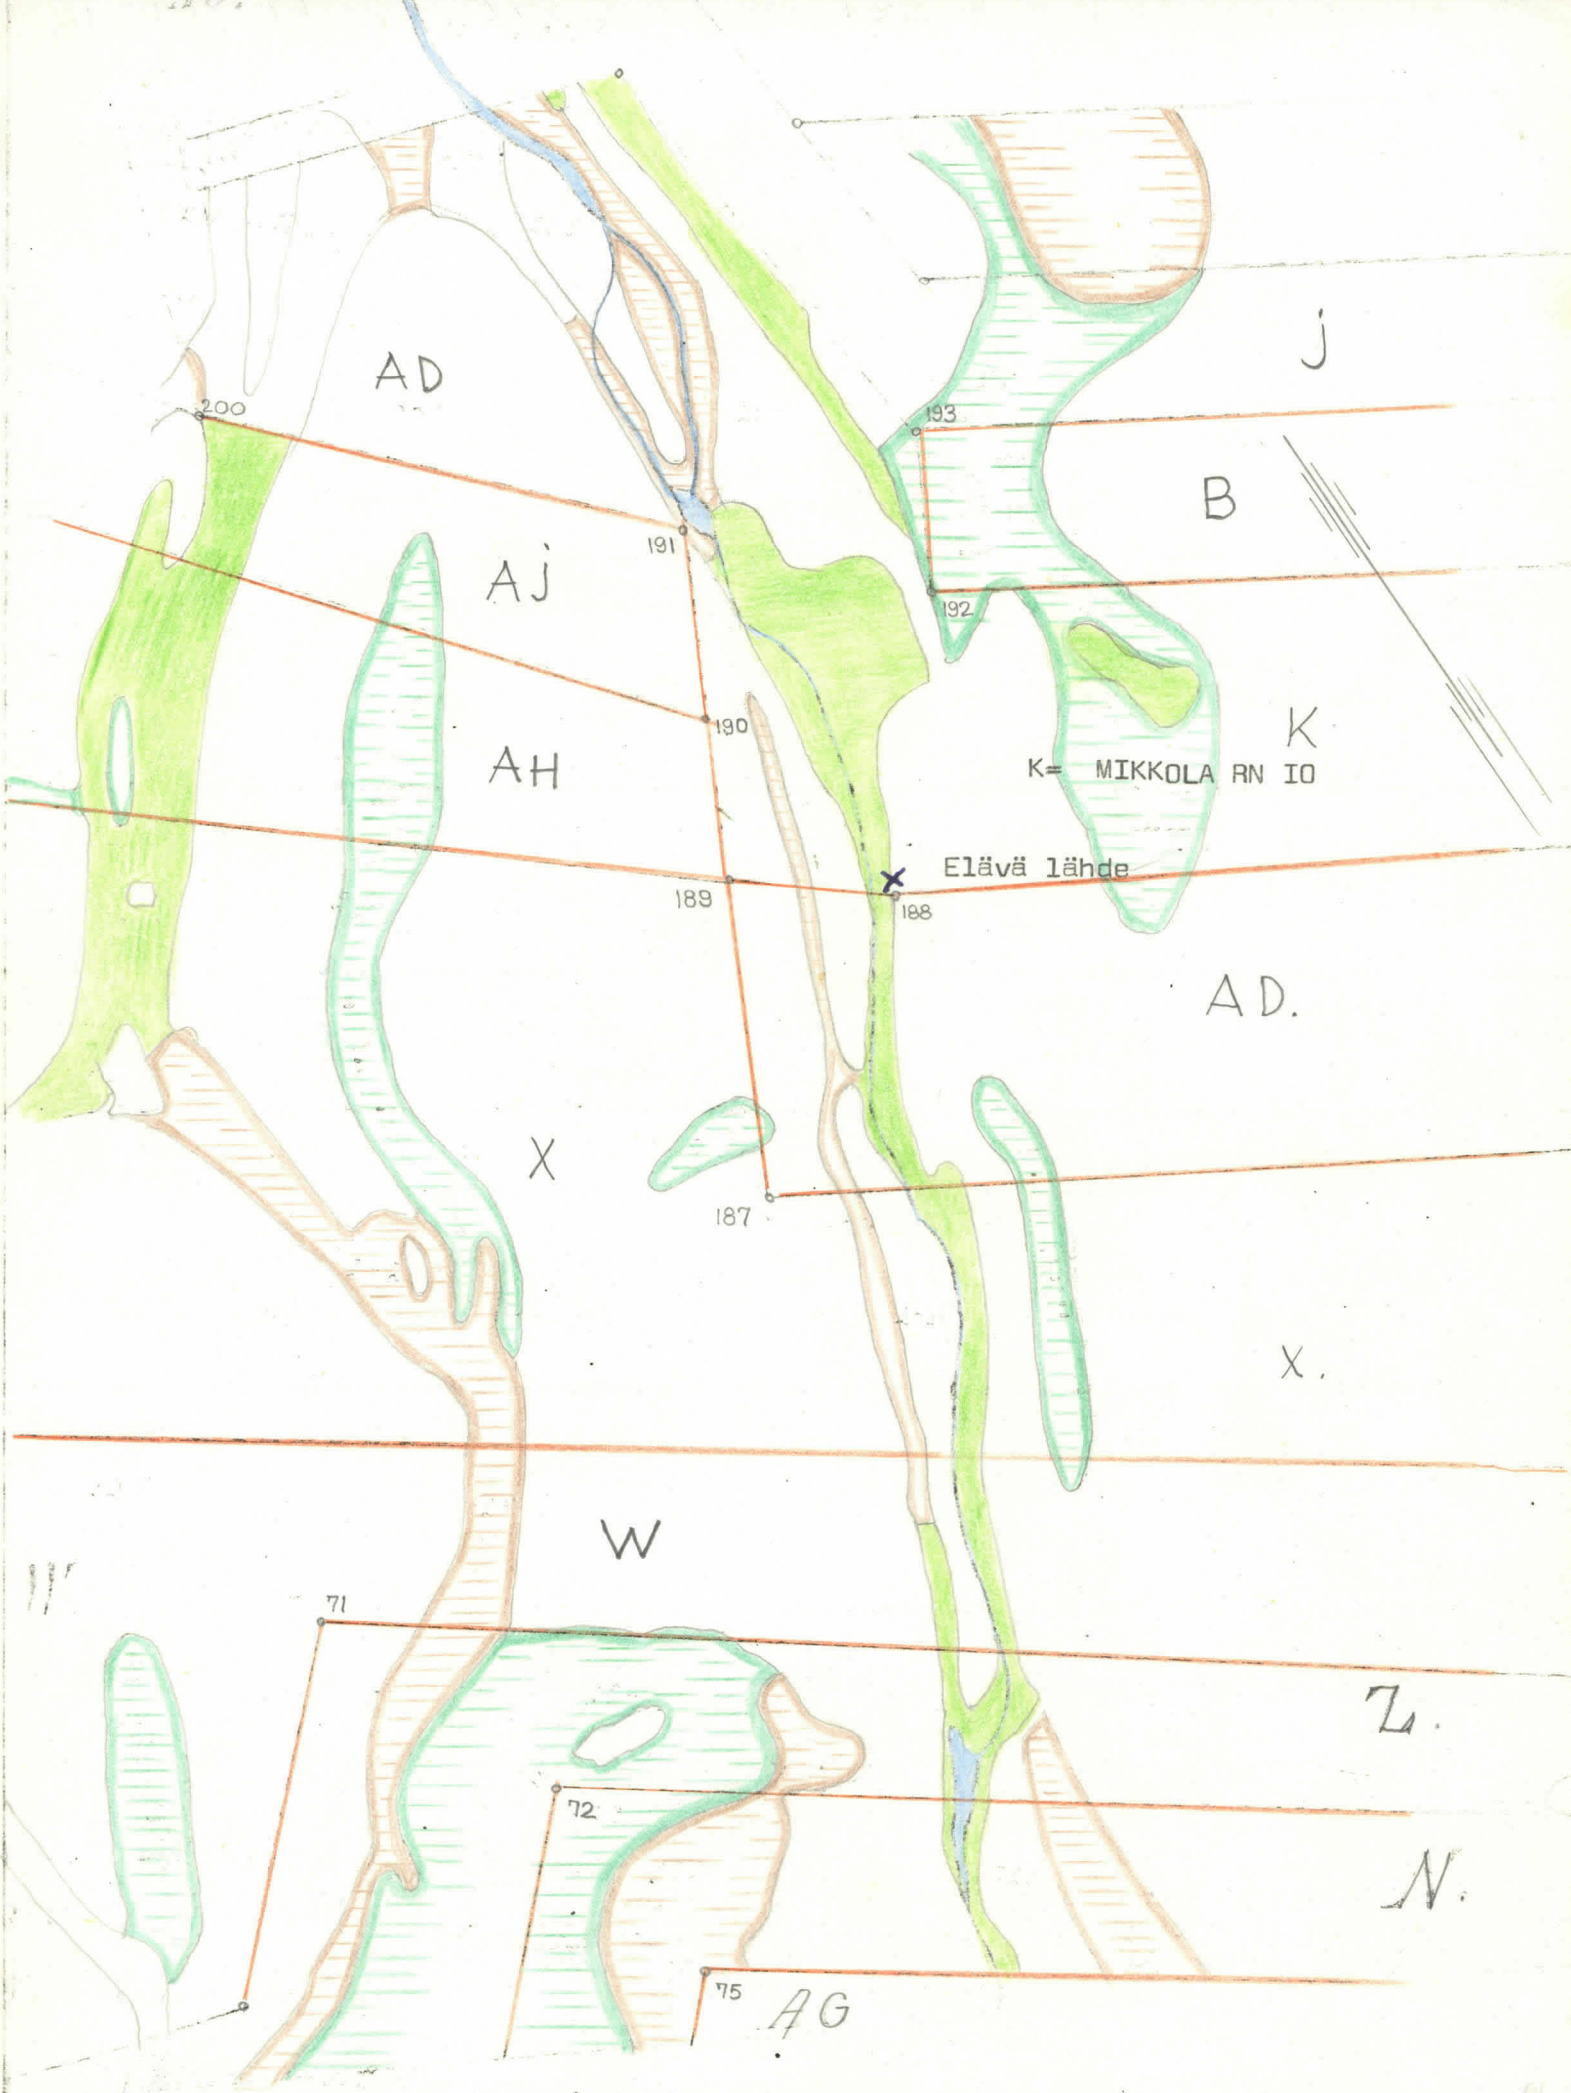 AD
j
200
193
B
191
Aj
192
190
K
AH
K= MIKKOLA RN IO
Elävä lähde
189
188
AD.
X
187
X.
W
W
71
Z.
72
N.
75
AG